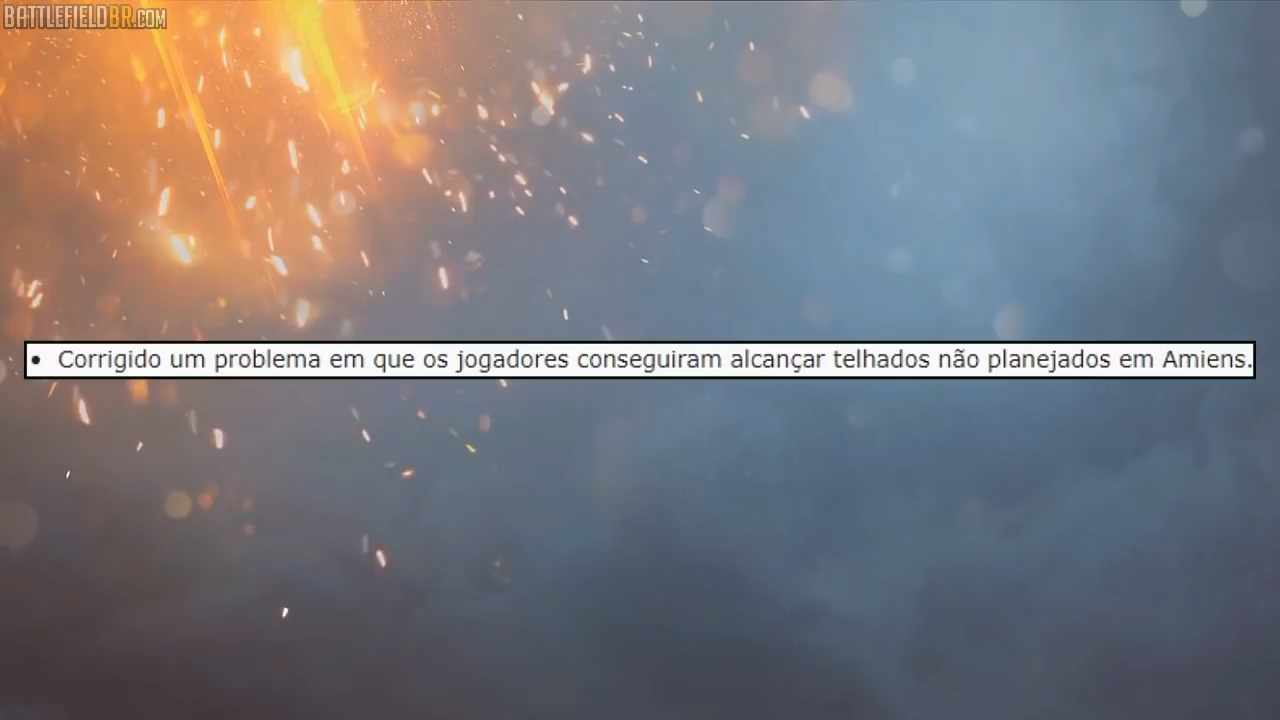 BATTLEFIELDBR.COM
• Corrigido um problema em que os jogadores conseguiram alcançar telhados não planejados em Amiens.